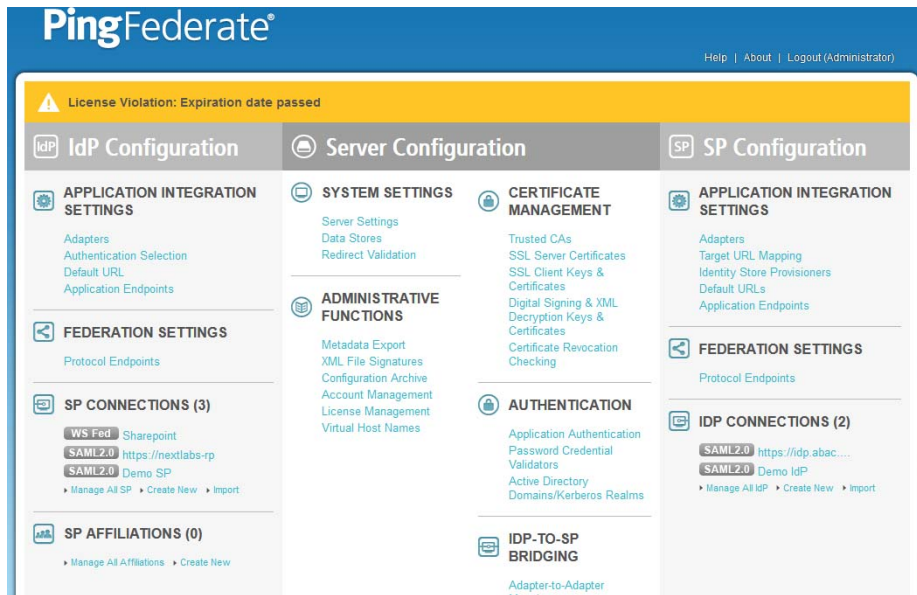 PingFederate®
Help | About | Logout (Administrator)
License Violation: Expiration date passed
IdP IdP Configuration
APPLICATION INTEGRATION
SETTINGS
Adapters
Authentication Selection
Default URL
Application Endpoints
FEDERATION SETTINGS
Protocol Endpoints
SP CONNECTIONS (3)
WS Fed Sharepoint
SAML2.0 https://nextlabs-rp
SAML2.0 Demo SP
Manage All SP Create New Import
SP AFFILIATIONS (0)
Manage All Affiliations Create New
Server Configuration
SYSTEM SETTINGS
Server Settings
Data Stores
Redirect Validation
ADMINISTRATIVE
FUNCTIONS
Metadata Export
XML File Signatures
Configuration Archive
Account Management
License Management
Virtual Host Names
CERTIFICATE
MANAGEMENT
Trusted CAs
SSL Server Certificates
SSL Client Keys &
Certificates
Digital Signing & XML
Decryption Keys &
Certificates
Certificate Revocation
Checking
AUTHENTICATION
Application Authentication
Password Credential
Validators
Active Directory
Domains/Kerberos Realms
IDP-TO-SP
BRIDGING
Adapter-to-Adapter
SP SP Configuration
APPLICATION INTEGRATION
SETTINGS
Adapters
Target URL Mapping
Identity Store Provisioners
Default URLs
Application Endpoints
FEDERATION SETTINGS
Protocol Endpoints
IDP CONNECTIONS (2)
SAML2.0 https://idp.abac....
SAML2.0 Demo IdP
Manage All IdP Create New Import